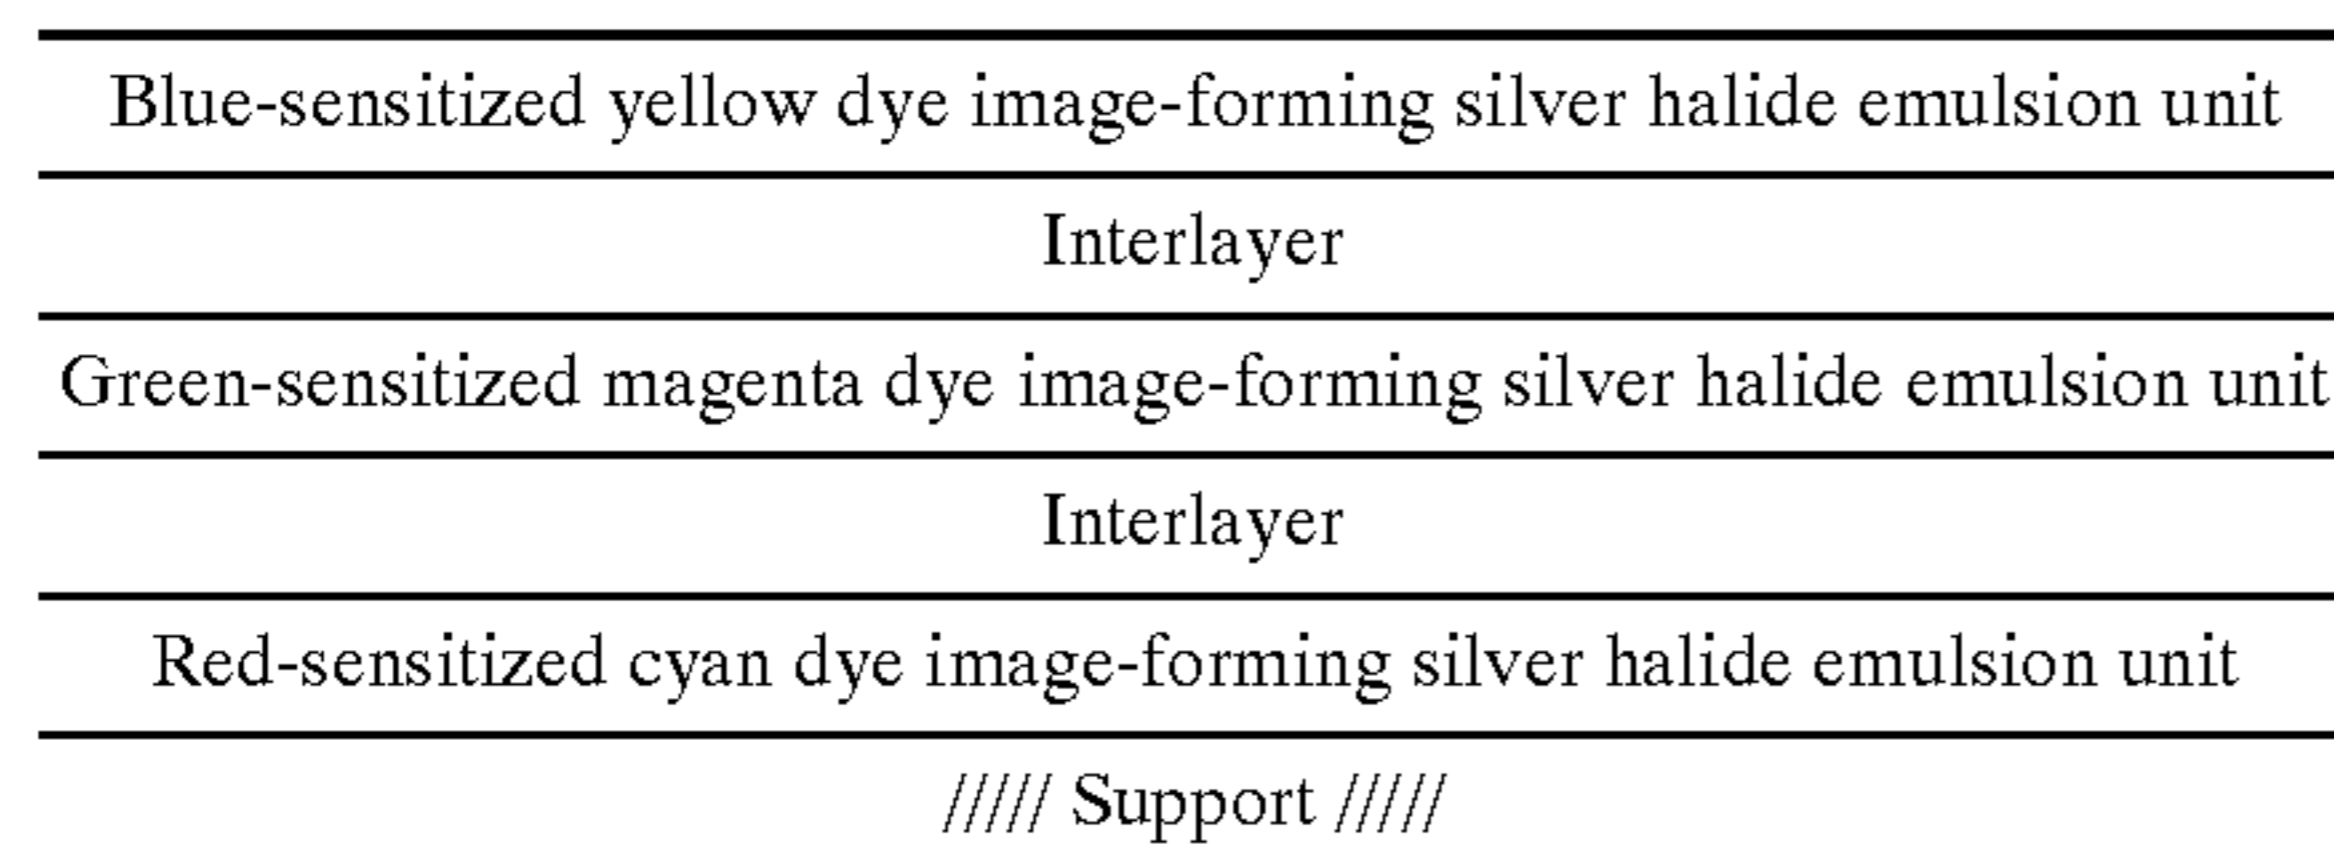 Blue-sensitized yellow dye image-forming silver halide emulsion unit
Interlayer
Green-sensitized magenta dye image-forming silver halide emulsion unit
Interlayer
Red-sensitized cyan dye image-forming silver halide emulsion unit
///// Support /////